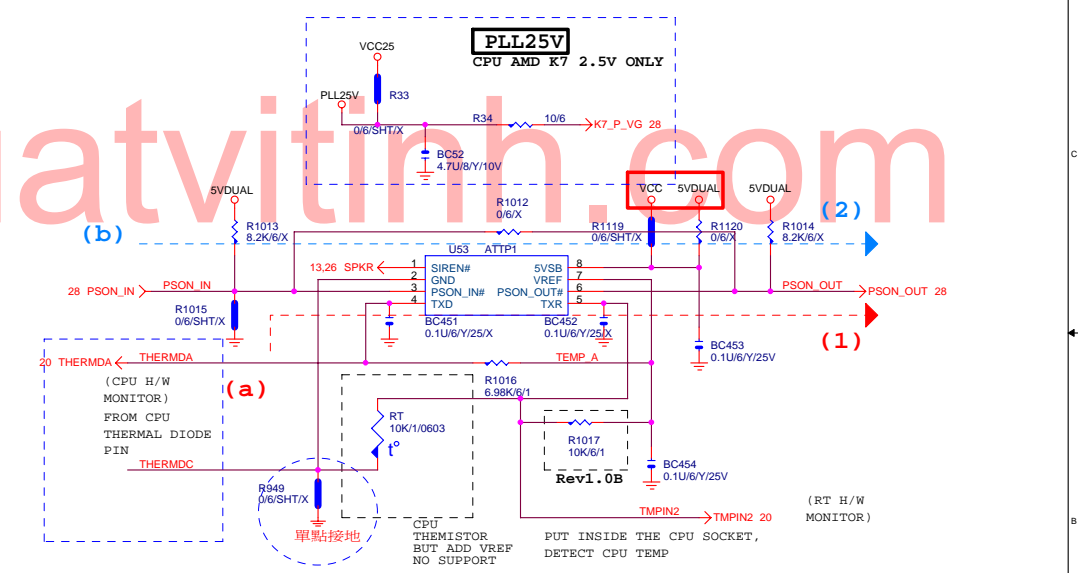 PLL25V
CPU AMD K7 2.5V ONLY
VCC25
R33
PLL25V
0/6/SHT/X
R34
10/6
K7_P_VG 28
BC52
4.7U/8/Y/10V
uatvitinh.com
5VDUAL
VCC
5VDUAL
5VDUAL
(b)
R1013
8.2K/6/X
R1012
0/6/X
R1119
0/6/SHT/X
R1120
0/6/X
R1014
8.2K/6/X
(2)
U53
ATTP1
13,26 SPKR
1
SIREN#
5VSB
8
2
GND
VREF
7
3
PSON_IN#
PSON_OUT#
6
4
TXD
TXR
5
28 PSON_IN
PSON_IN
PSON_OUT
PSON_OUT 28
R1015
0/6/SHT/X
BC451
0.1U/6/Y/25/X
BC452
0.1U/6/Y/25/X
(1)
BC453
0.1U/6/Y/25V
20 THERMDA
THERMDA
TEMP_A
(a)
R1016
6.98K/6/1
(CPU H/W
MONITOR)
FROM CPU
THERMAL DIODE
PIN
RT
10K/1/0603
t°
R1017
10K/6/1
Rev1.0B
BC454
0.1U/6/Y/25V
THERMDC
R949
0/6/SHT/X
單點接地
CPU
THEMISTOR
BUT ADD VREF
NO SUPPORT
TMPIN2
TMPIN2 20
PUT INSIDE THE CPU SOCKET,
DETECT CPU TEMP
(RT H/W
MONITOR)
C
B